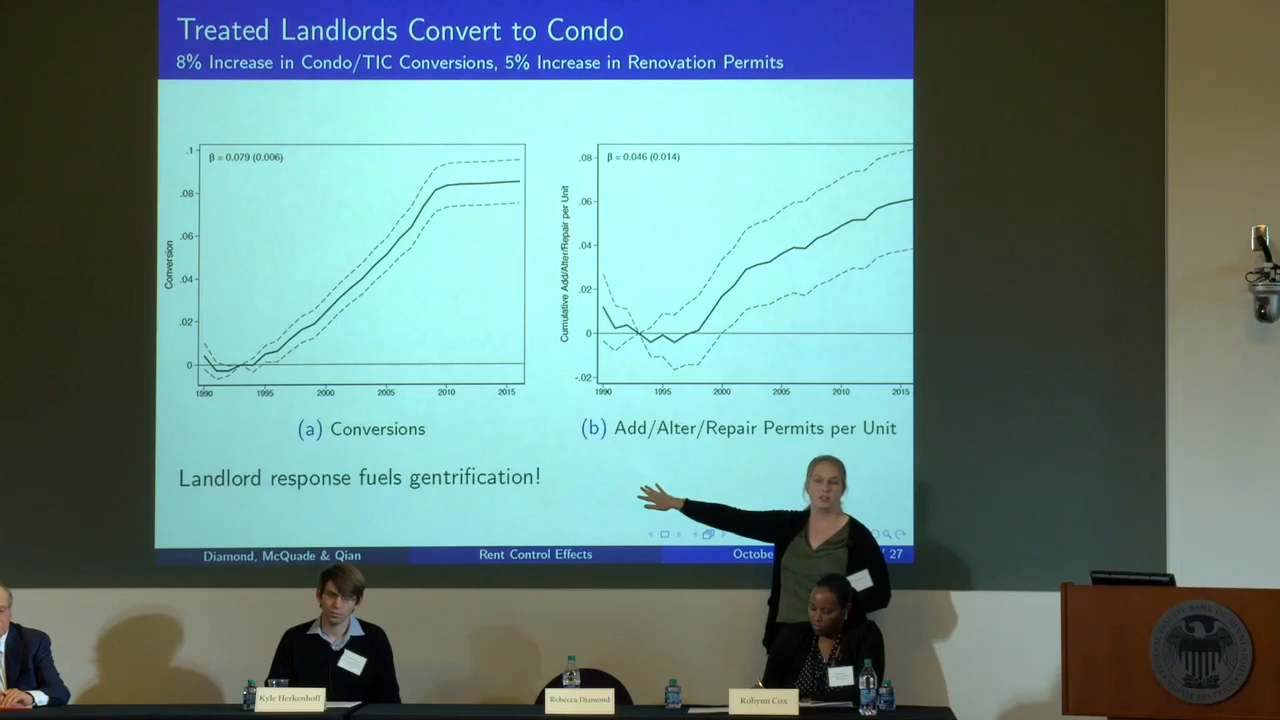 Treated Landlords Convert to Condo
8% Increase in Condo/TIC Conversions, 5% Increase in Renovation Permits
β = 0.079 (0.006)
Conversion
.1
.08
.06
.04
.02
0
1990 1995 2000 2005 2010 2015
(a) Conversions
β = 0.046 (0.014)
Cumulative Add/Alter/Repair per Unit
.08
.06
.04
.02
0
-.02
1990 1995 2000 2005 2010 2015
(b) Add/Alter/Repair Permits per Unit
Landlord response fuels gentrification!
Diamond, McQuade & Qian Rent Control Effects Octobe / 27
Kyle Herkenhoff
Rebecca Diamond
Robynn Cox